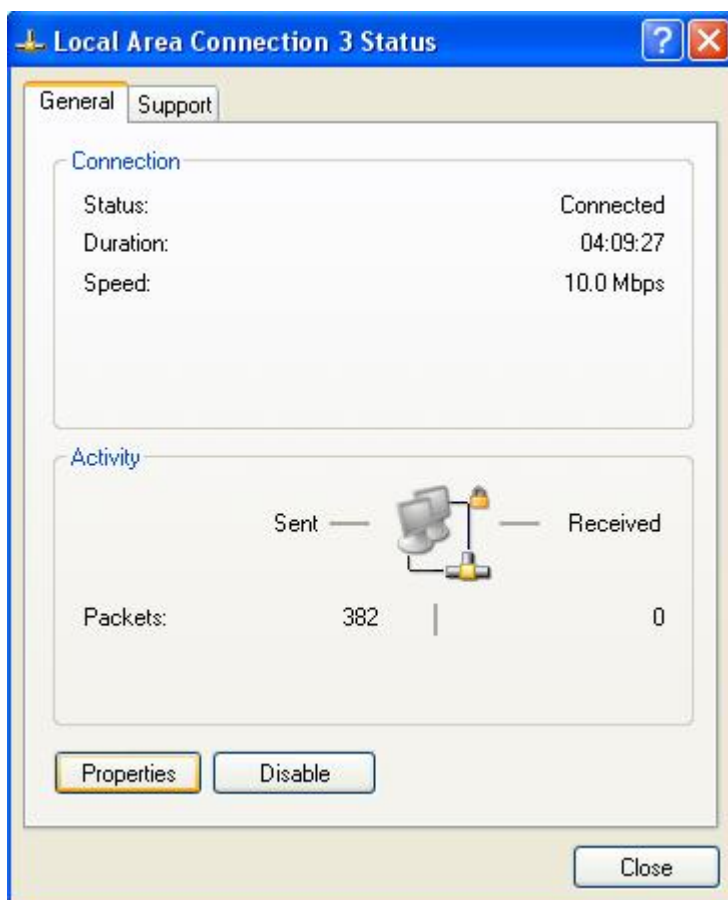 Local Area Connection 3 Status
General Support
Connection
Status: Connected
Duration: 04:09:27
Speed: 10.0 Mbps
Activity
Sent Received
Packets: 382 0
Properties Disable
Close